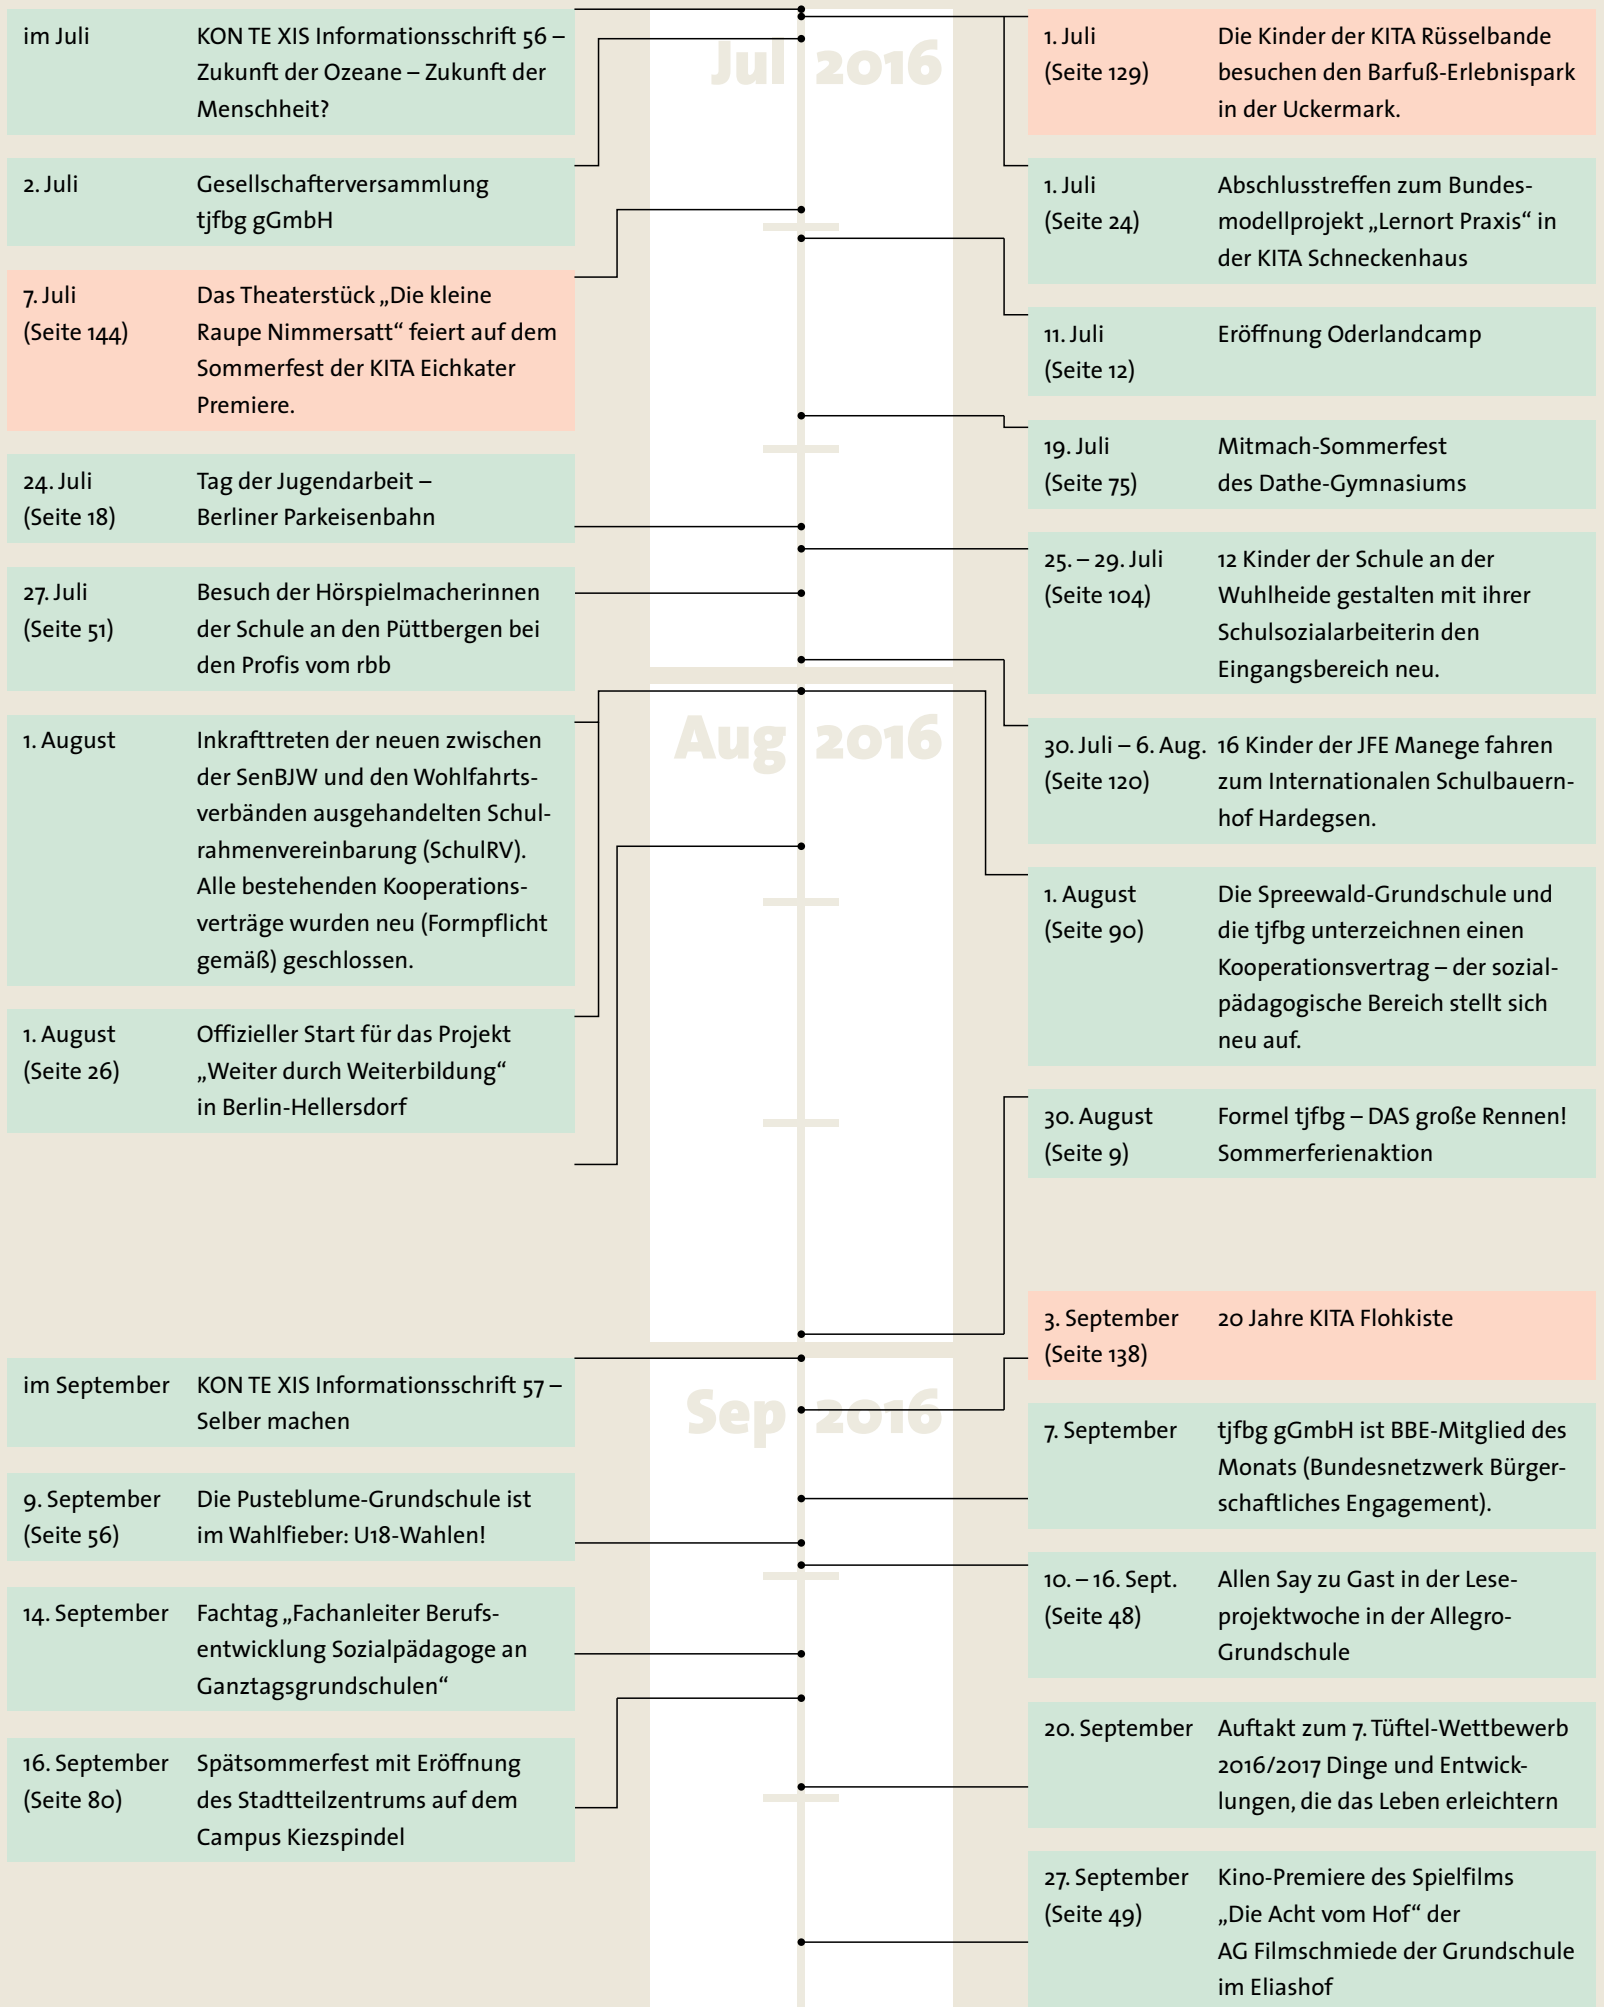 Jul 2016
im Juli
KON TE XIS Informationsschrift 56 –
Zukunft der Ozeane – Zukunft der
Menschheit?
2. Juli
Gesellschafterversammlung
tjfbg gGmbH
7. Juli
(Seite 144)
Das Theaterstück „Die kleine
Raupe Nimmersatt“ feiert auf dem
Sommerfest der KITA Eichkater
Premiere.
24. Juli
(Seite 18)
Tag der Jugendarbeit –
Berliner Parkeisenbahn
27. Juli
(Seite 51)
Besuch der Hörspielmacherinnen
der Schule an den Püttbergen bei
den Profis vom rbb
1. Juli
(Seite 129)
Die Kinder der KITA Rüsselbande
besuchen den Barfuß-Erlebnispark
in der Uckermark.
1. Juli
(Seite 24)
Abschlusstreffen zum Bundes-
modellprojekt „Lernort Praxis“ in
der KITA Schneckenhaus
11. Juli
(Seite 12)
Eröffnung Oderlandcamp
19. Juli
(Seite 75)
Mitmach-Sommerfest
des Dathe-Gymnasiums
25. – 29. Juli
(Seite 104)
12 Kinder der Schule an der
Wuhlheide gestalten mit ihrer
Schulsozialarbeiterin den
Eingangsbereich neu.
30. Juli – 6. Aug.
(Seite 120)
16 Kinder der JFE Manege fahren
zum Internationalen Schulbauern-
hof Hardegsen.
Aug 2016
1. August
Inkrafttreten der neuen zwischen
der SenBJW und den Wohlfahrts-
verbänden ausgehandelten Schul-
rahmenvereinbarung (SchulRV).
Alle bestehenden Kooperations-
verträge wurden neu (Formpflicht
gemäß) geschlossen.
1. August
(Seite 26)
Offizieller Start für das Projekt
„Weiter durch Weiterbildung“
in Berlin-Hellersdorf
1. August
(Seite 90)
Die Spreewald-Grundschule und
die tjfbg unterzeichnen einen
Kooperationsvertrag – der sozial-
pädagogische Bereich stellt sich
neu auf.
30. August
(Seite 9)
Formel tjfbg – DAS große Rennen!
Sommerferienaktion
Sep 2016
im September
KON TE XIS Informationsschrift 57 –
Selber machen
9. September
(Seite 56)
Die Pusteblume-Grundschule ist
im Wahlfieber: U18-Wahlen!
14. September
Fachtag „Fachanleiter Berufs-
entwicklung Sozialpädagoge an
Ganztagsgrundschulen“
16. September
(Seite 80)
Spätsommerfest mit Eröffnung
des Stadtteilzentrums auf dem
Campus Kiezspindel
3. September
(Seite 138)
20 Jahre KITA Flohkiste
7. September
tjfbg gGmbH ist BBE-Mitglied des
Monats (Bundesnetzwerk Bürger-
schaftliches Engagement).
10. – 16. Sept.
(Seite 48)
Allen Say zu Gast in der Lese-
projektwoche in der Allegro-
Grundschule
20. September
Auftakt zum 7. Tüftel-Wettbewerb
2016/2017 Dinge und Entwick-
lungen, die das Leben erleichtern
27. September
(Seite 49)
Kino-Premiere des Spielfilms
„Die Acht vom Hof“ der
AG Filmschmiede der Grundschule
im Eliashof